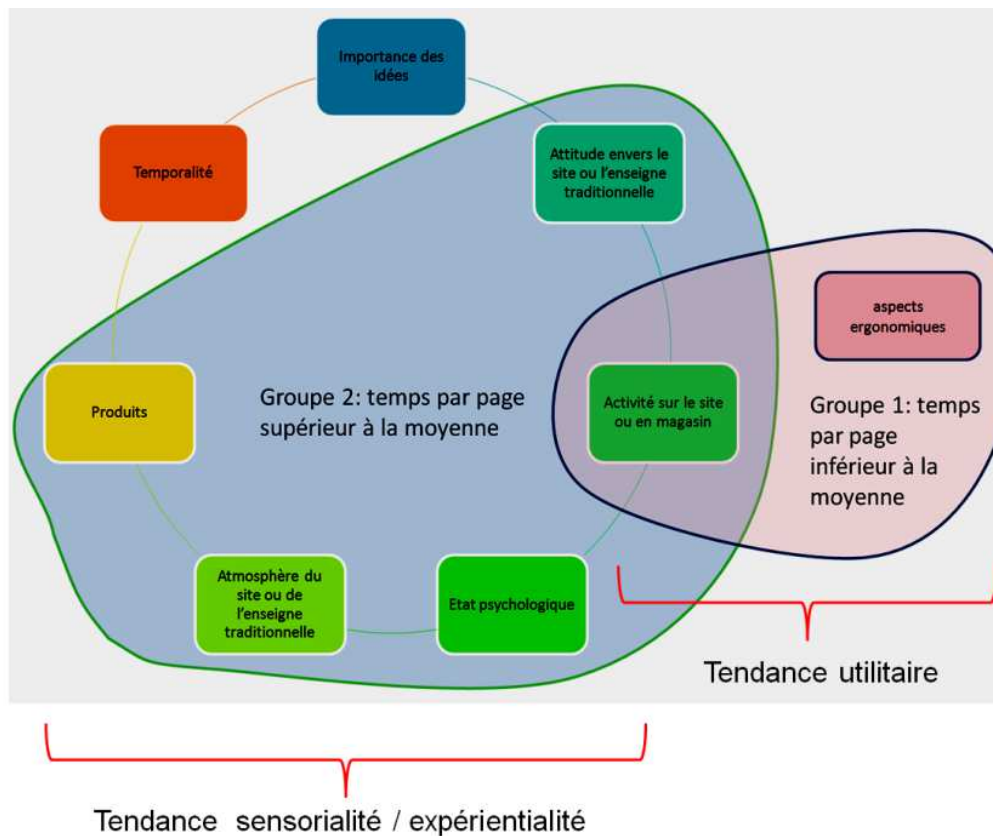 Importance des
idées
Temporalité
Attitude envers le
site ou l'enseigne
traditionnelle
aspects
ergonomiques
Produits
Groupe 2: temps par page
supérieur à la moyenne
Activité sur le site
ou en magasin
Groupe 1: temps
par page
inférieur à la
moyenne
Atmosphère du
site ou de
l'enseigne
traditionnelle
Etat psychologique
Tendance utilitaire
Tendance sensorialité / expérientialité